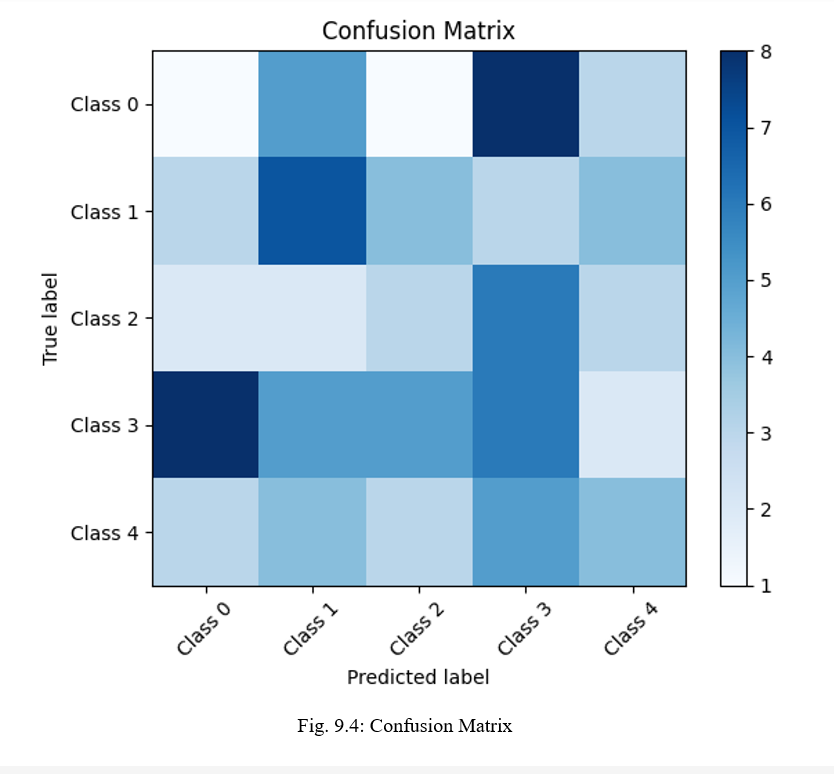 Confusion Matrix
Class 0
Class 1
Class 2
Class 3
Class 4
True label
Class 0
Class 1
Class 2
Class 3
Class 4
Predicted label
8
7
6
5
4
3
2
1
Fig. 9.4: Confusion Matrix